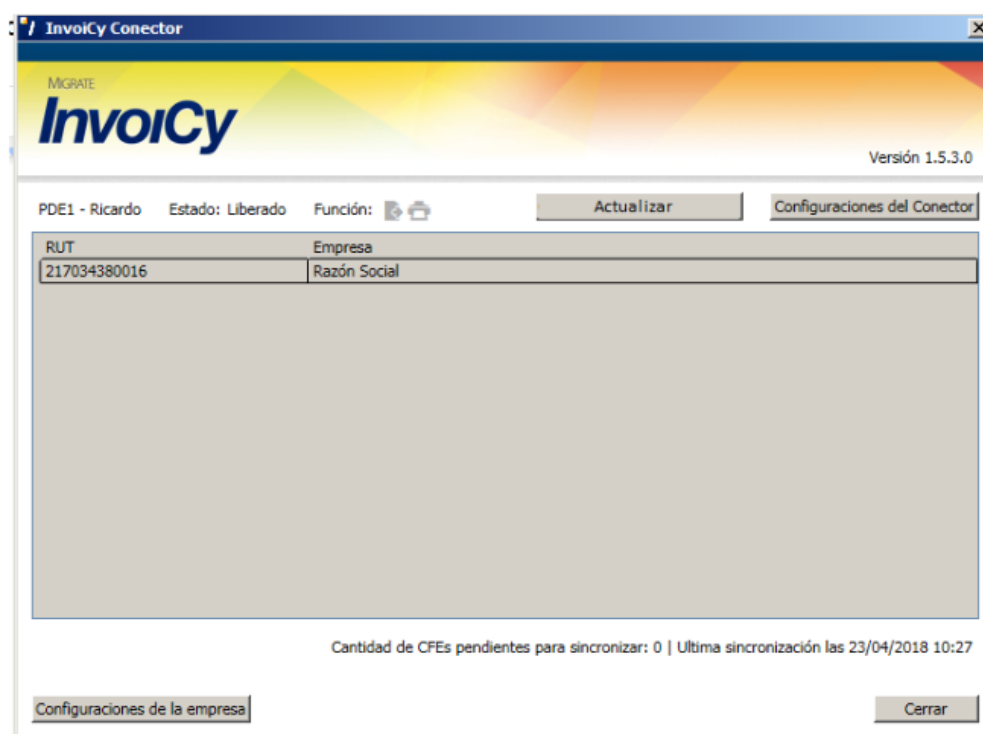 InvoiCy Conector
MIGRATE
InvoiCy
Versión 1.5.3.0
PDE1 - Ricardo Estado: Liberado Función: Actualizar Configuraciones del Conector
RUT Empresa
217034380016 Razón Social
Cantidad de CFEs pendientes para sincronizar: 0 | Ultima sincronización las 23/04/2018 10:27
Configuraciones de la empresa Cerrar